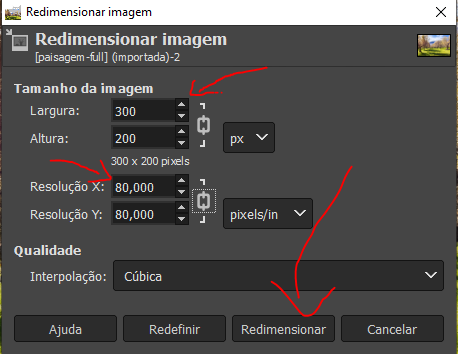 Redimensionar imagem
Redimensionar imagem
[paisagem-full] (importada)-2
Tamanho da imagem
Largura: 300
Altura: 200 px
300 x 200 pixels
Resolução X: 80,000
Resolução Y: 80,000 pixels/in
Qualidade
Interpolação: Cúbica
Ajuda Redefinir Redimensionar Cancelar